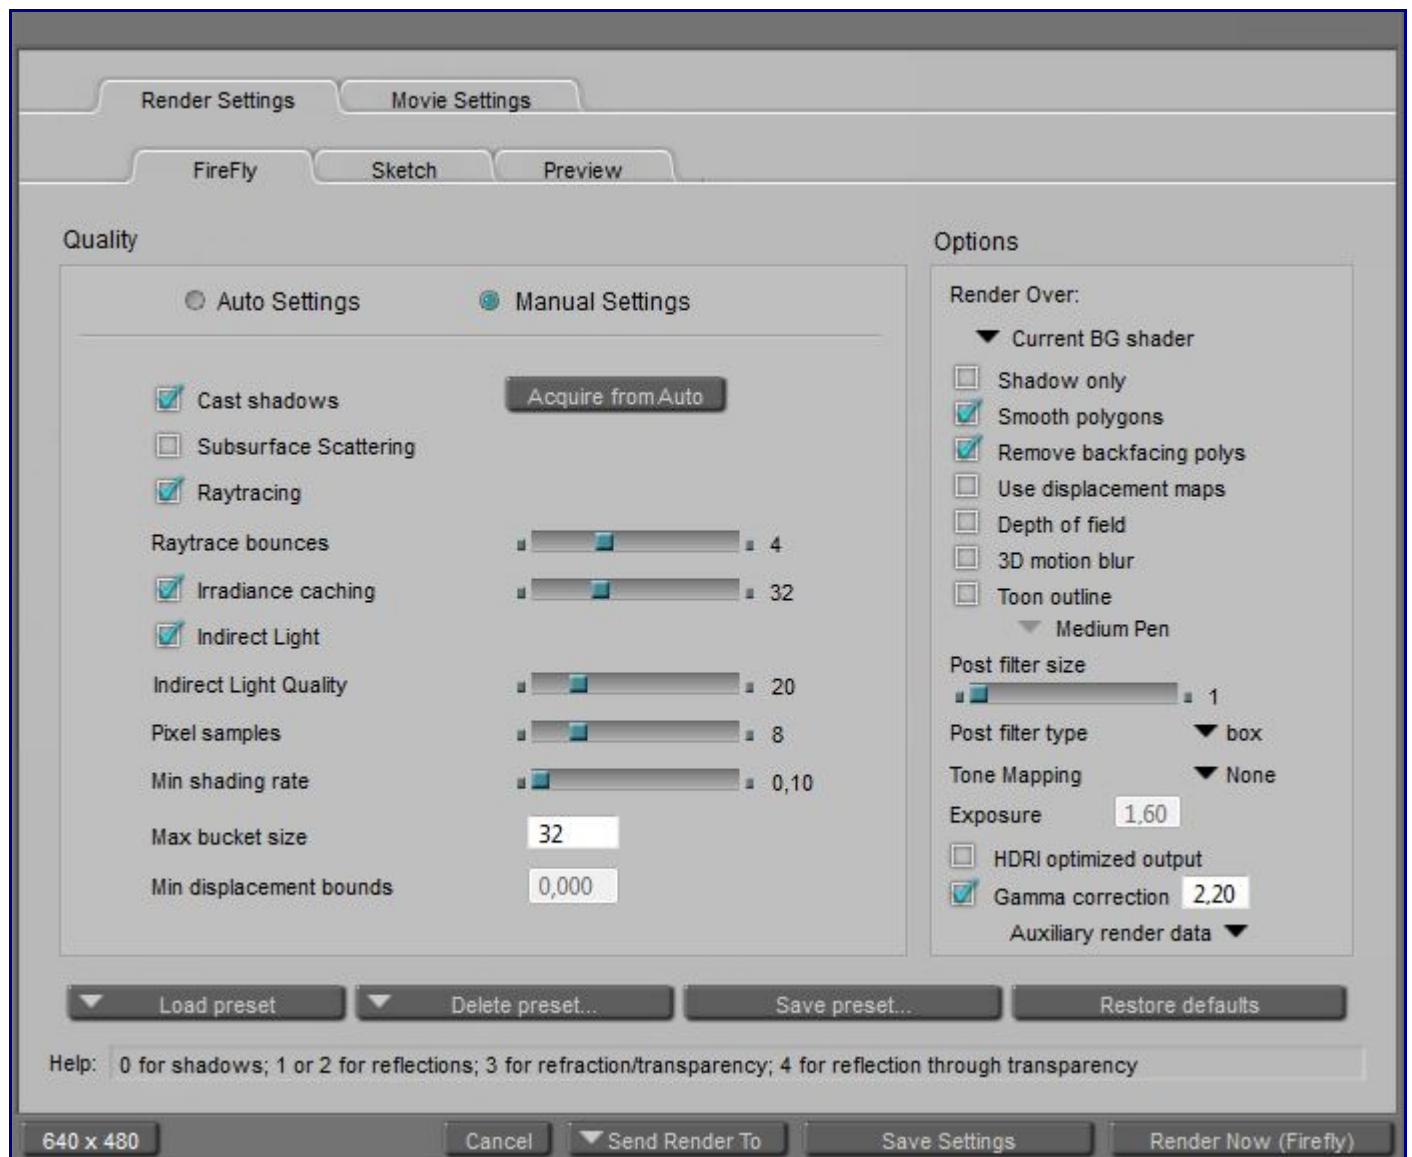 Render Settings Movie Settings
FireFly Sketch Preview
Quality
Auto Settings Manual Settings
Cast shadows Acquire from Auto
Subsurface Scattering
Raytracing
Raytrace bounces 4
Irradiance caching 32
Indirect Light
Indirect Light Quality 20
Pixel samples 8
Min shading rate 0,10
Max bucket size 32
Min displacement bounds 0,000
Options
Render Over:
Current BG shader
Shadow only
Smooth polygons
Remove backfacing polys
Use displacement maps
Depth of field
3D motion blur
Toon outline
Medium Pen
Post filter size
1
Post filter type box
Tone Mapping None
Exposure 1,60
HDRI optimized output
Gamma correction 2,20
Auxiliary render data
Load preset Delete preset... Save preset... Restore defaults
Help: 0 for shadows; 1 or 2 for reflections; 3 for refraction/transparency; 4 for reflection through transparency
640 x 480 Cancel Send Render To Save Settings Render Now (Firefly)